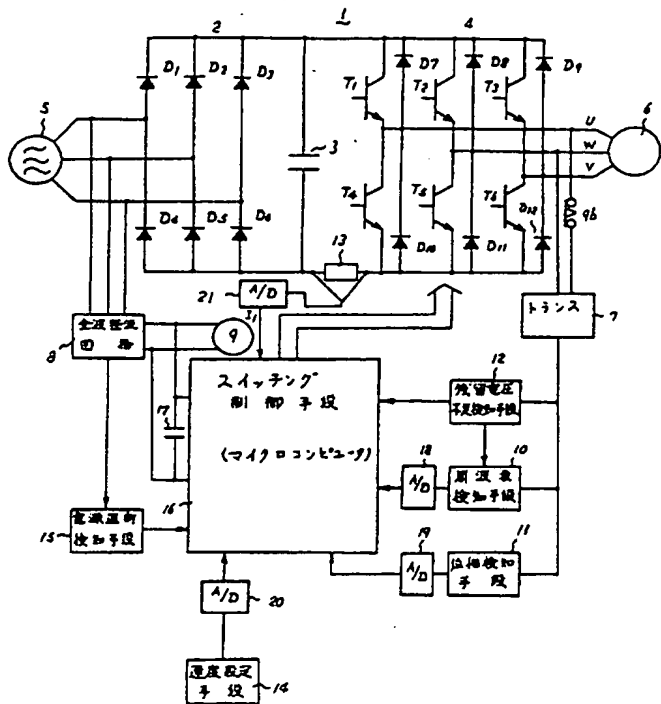 1
2
4
D1
D2
D3
D7
D8
D9
T1
T2
T3
5
3
6
U
W
V
D4
D5
D6
T4
T5
T6
D10
D11
D12
13
9b
21
A/D
I1
トランス
7
全波整流
回路
8
9
17
スイッチング
制御手段
(マイクロコンピュータ)
16
12
残留電圧
不足検知手段
18
A/D
10
周波数
検知手段
電源遮断
検知手段
15
19
A/D
11
位相検知
手段
A/D
20
速度設定
手段
14